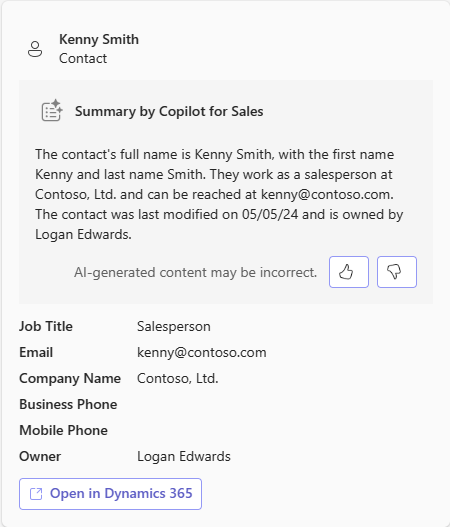 Kenny Smith
Contact
Summary by Copilot for Sales
The contact's full name is Kenny Smith, with the first name
Kenny and last name Smith. They work as a salesperson at
Contoso, Ltd. and can be reached at kenny@contoso.com.
The contact was last modified on 05/05/24 and is owned by
Logan Edwards.
AI-generated content may be incorrect.
Job Title Salesperson
Email kenny@contoso.com
Company Name Contoso, Ltd.
Business Phone
Mobile Phone
Owner Logan Edwards
Open in Dynamics 365